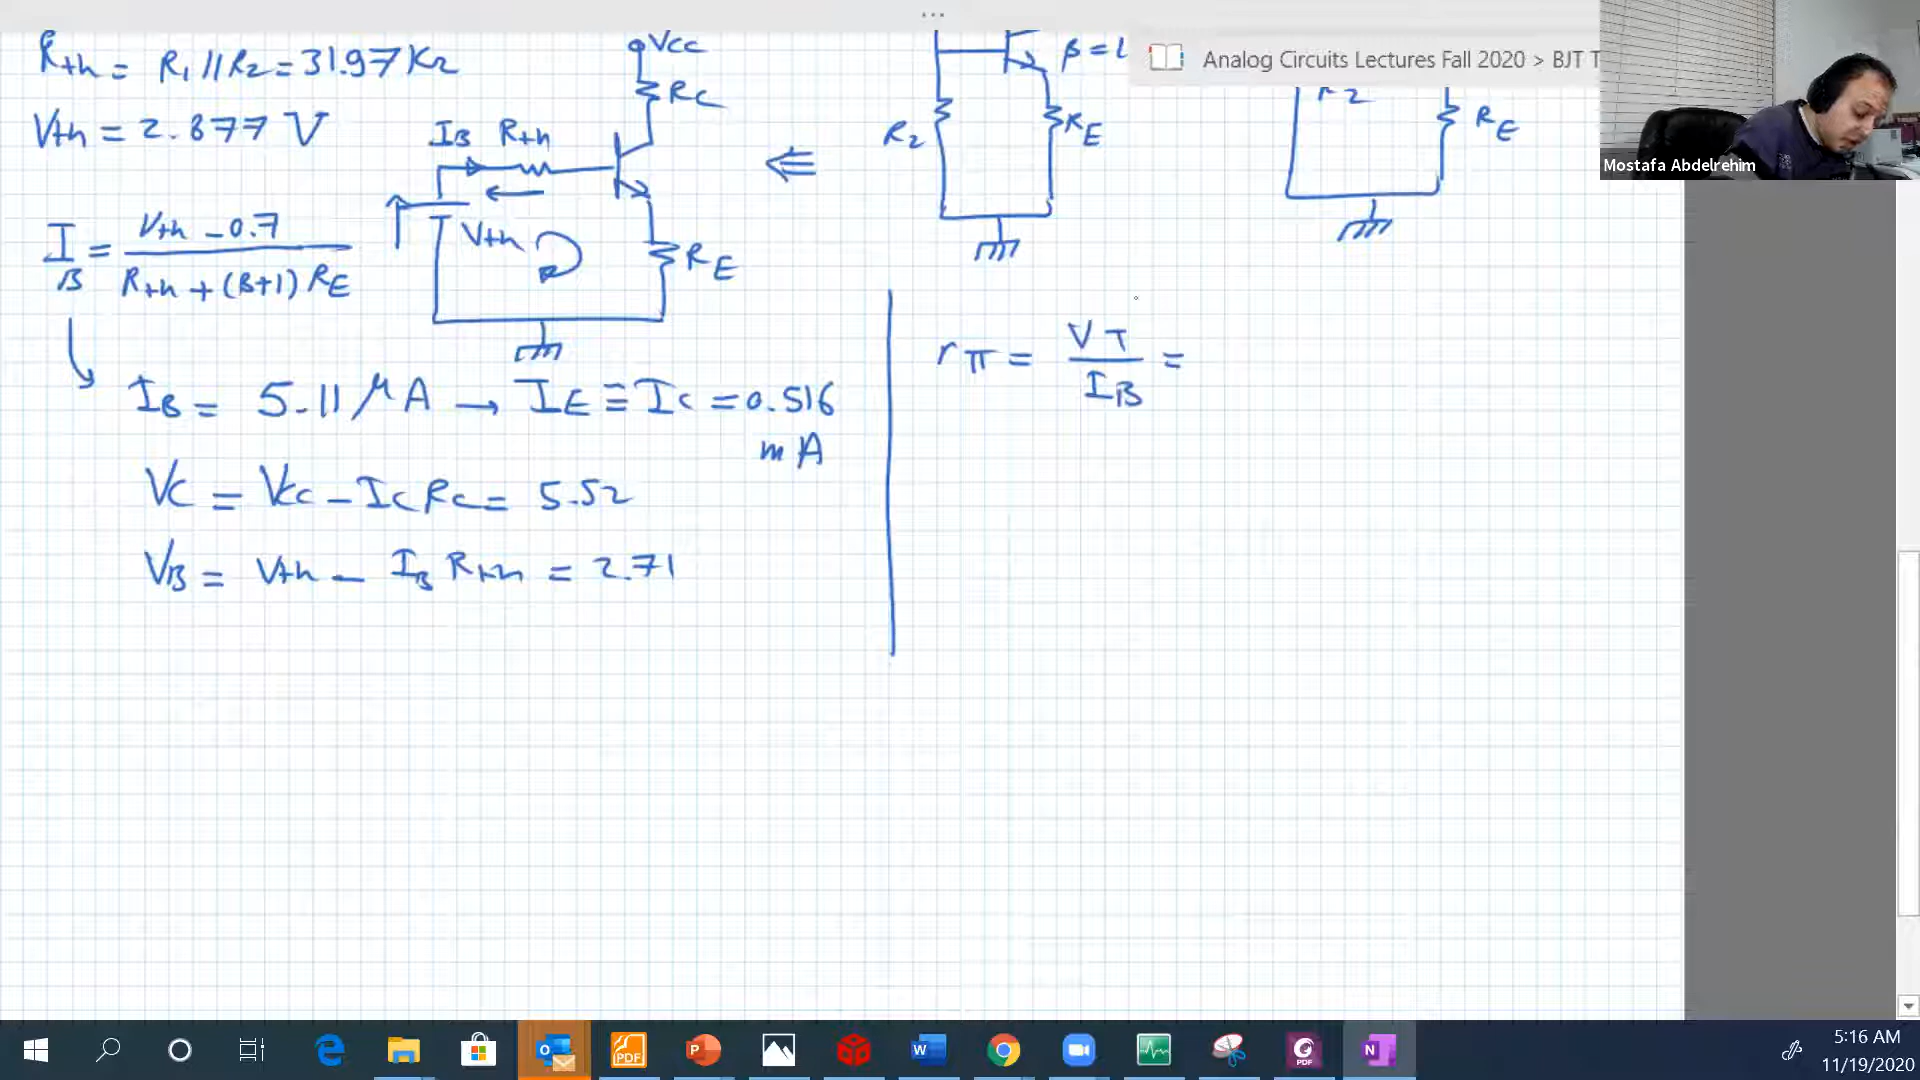 Rth = R1//R2 = 31.97 KΩ
Vth = 2.877 V
VCC
RC
IB Rth
Vth
RE
IB = Vth - 0.7 / Rth + (B+1) RE
IB = 5.11 μA → IE ≡ IC = 0.516 mA
VC = VCC - IC RC = 5.52
VB = Vth - IB Rth = 2.71
⇐
β = 
R2
RE
Analog Circuits Lectures Fall 2020 > BJT T
R2
RE
rπ = VT / IB =
Mostafa Abdelrehim
5:16 AM
11/19/2020